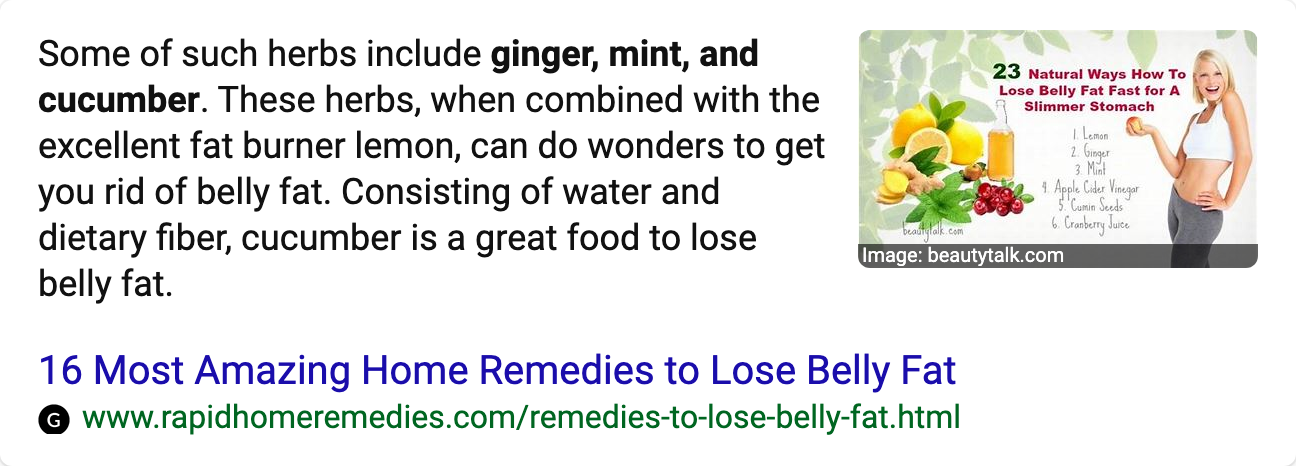 Some of such herbs include ginger, mint, and
cucumber. These herbs, when combined with the
excellent fat burner lemon, can do wonders to get
you rid of belly fat. Consisting of water and
dietary fiber, cucumber is a great food to lose
belly fat.
23 Natural Ways How To
Lose Belly Fat Fast for A
Slimmer Stomach
1. Lemon
2. Ginger
3. Mint
4. Apple Cider Vinegar
5. Cumin Seeds
6. Cranberry Juice
beautytalk.com
Image: beautytalk.com
16 Most Amazing Home Remedies to Lose Belly Fat
G www.rapidhomeremedies.com/remedies-to-lose-belly-fat.html